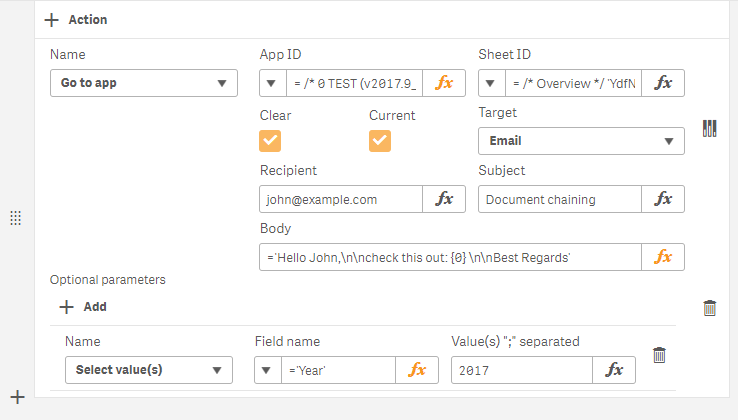 + Action
Name App ID Sheet ID
Go to app = /* 0 TEST (v2017.9_ fx = /* Overview */ 'YdfN fx
Clear Current Target
Email
Recipient Subject
john@example.com fx Document chaining fx
Body
='Hello John,\n\ncheck this out: {0} \n\nBest Regards' fx
Optional parameters
+ Add
Name Field name Value(s) ";" separated
Select value(s) ='Year' fx 2017 fx
+